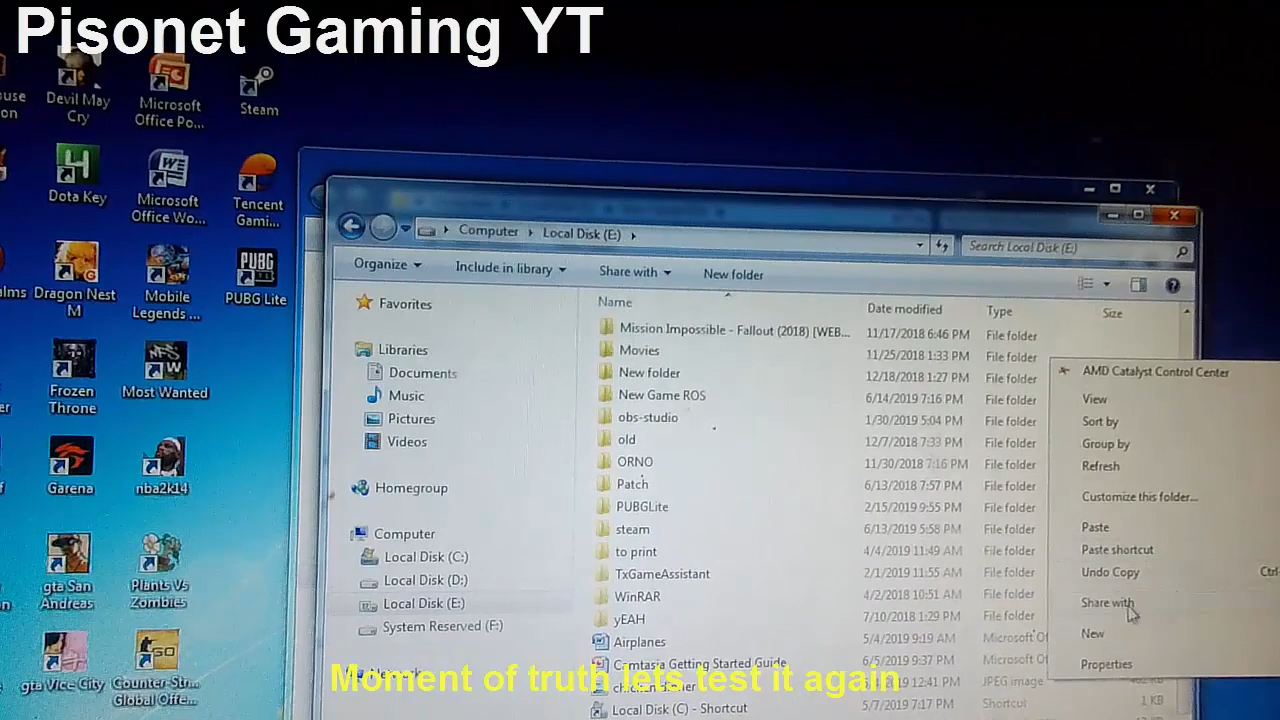 Pisonet Gaming YT
Devil May
Cry
Microsoft
Office Po...
Steam
Dota Key
Microsoft
Office Wo...
Tencent
Gami...
Dragon Nest
M
Mobile
Legends ...
PUBG Lite
Frozen
Throne
Most Wanted
Garena
nba2k14
gta San
Andreas
Plants Vs
Zombies
gta Vice City
Counter-Str...
Global Offe...
Computer
Local Disk (E:)
Search Local Disk (E:)
Organize
Include in library
Share with
New folder
Favorites
Libraries
Documents
Music
Pictures
Videos
Homegroup
Computer
Local Disk (C:)
Local Disk (D:)
Local Disk (E:)
System Reserved (F:)
Name Date modified Type Size
Mission Impossible - Fallout (2018) [WEB... 11/17/2018 6:46 PM File folder
Movies 11/25/2018 1:33 PM File folder
New folder 12/18/2018 1:27 PM File folder
New Game ROS 6/14/2019 7:16 PM File folder
obs-studio 1/30/2019 5:04 PM File folder
old 12/7/2018 7:33 PM File folder
ORNO 11/30/2018 7:16 PM File folder
Patch 6/13/2018 7:57 PM File folder
PUBGLite 2/15/2019 9:55 PM File folder
steam 6/13/2019 5:58 PM File folder
to print 4/4/2019 11:49 AM File folder
TxGameAssistant 2/1/2019 11:55 AM File folder
WinRAR 4/2/2018 10:51 AM File folder
yEAH 7/10/2018 1:29 PM File folder
Airplanes 5/4/2019 9:19 AM Microsoft Of
Camtasia Getting Started Guide 6/5/2019 9:37 PM Microsoft Of
12:41 PM JPEG image
Local Disk (C) - Shortcut 5/7/2019 7:17 PM Shortcut 1 KB
AMD Catalyst Control Center
View
Sort by
Group by
Refresh
Customize this folder...
Paste
Paste shortcut
Undo Copy Ctrl
Share with
New
Properties
Moment of truth lets test it again